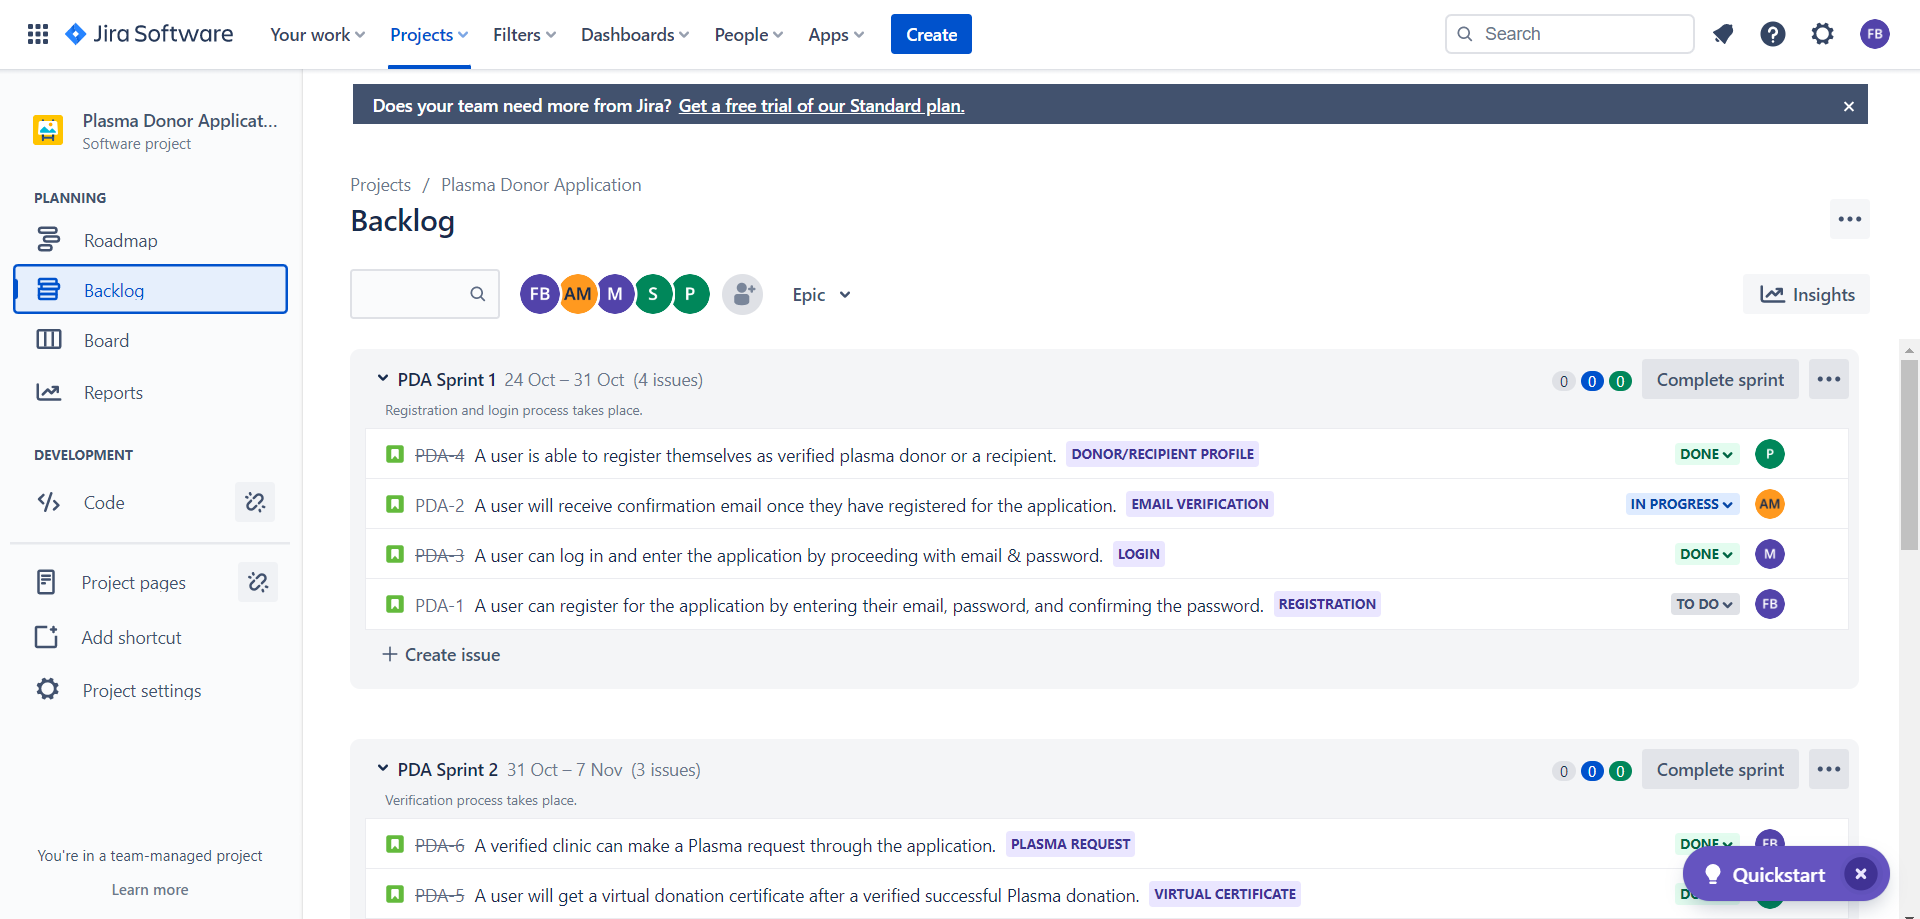 Jira Software Your work Projects Filters Dashboards People Apps Create Search FB
Does your team need more from Jira? Get a free trial of our Standard plan.
Plasma Donor Applicat...
Software project
PLANNING
Roadmap
Backlog
Board
Reports
DEVELOPMENT
Code
Project pages
Add shortcut
Project settings
You're in a team-managed project
Learn more
Projects / Plasma Donor Application
Backlog
FB AM M S P Epic Insights
PDA Sprint 1 24 Oct – 31 Oct (4 issues) 0 0 0 Complete sprint
Registration and login process takes place.
PDA-4 A user is able to register themselves as verified plasma donor or a recipient. DONOR/RECIPIENT PROFILE DONE P
PDA-2 A user will receive confirmation email once they have registered for the application. EMAIL VERIFICATION IN PROGRESS AM
PDA-3 A user can log in and enter the application by proceeding with email & password. LOGIN DONE M
PDA-1 A user can register for the application by entering their email, password, and confirming the password. REGISTRATION TO DO FB
Create issue
PDA Sprint 2 31 Oct – 7 Nov (3 issues) 0 0 0 Complete sprint
Verification process takes place.
PDA-6 A verified clinic can make a Plasma request through the application. PLASMA REQUEST DONE FB
PDA-5 A user will get a virtual donation certificate after a verified successful Plasma donation. VIRTUAL CERTIFICATE
Quickstart